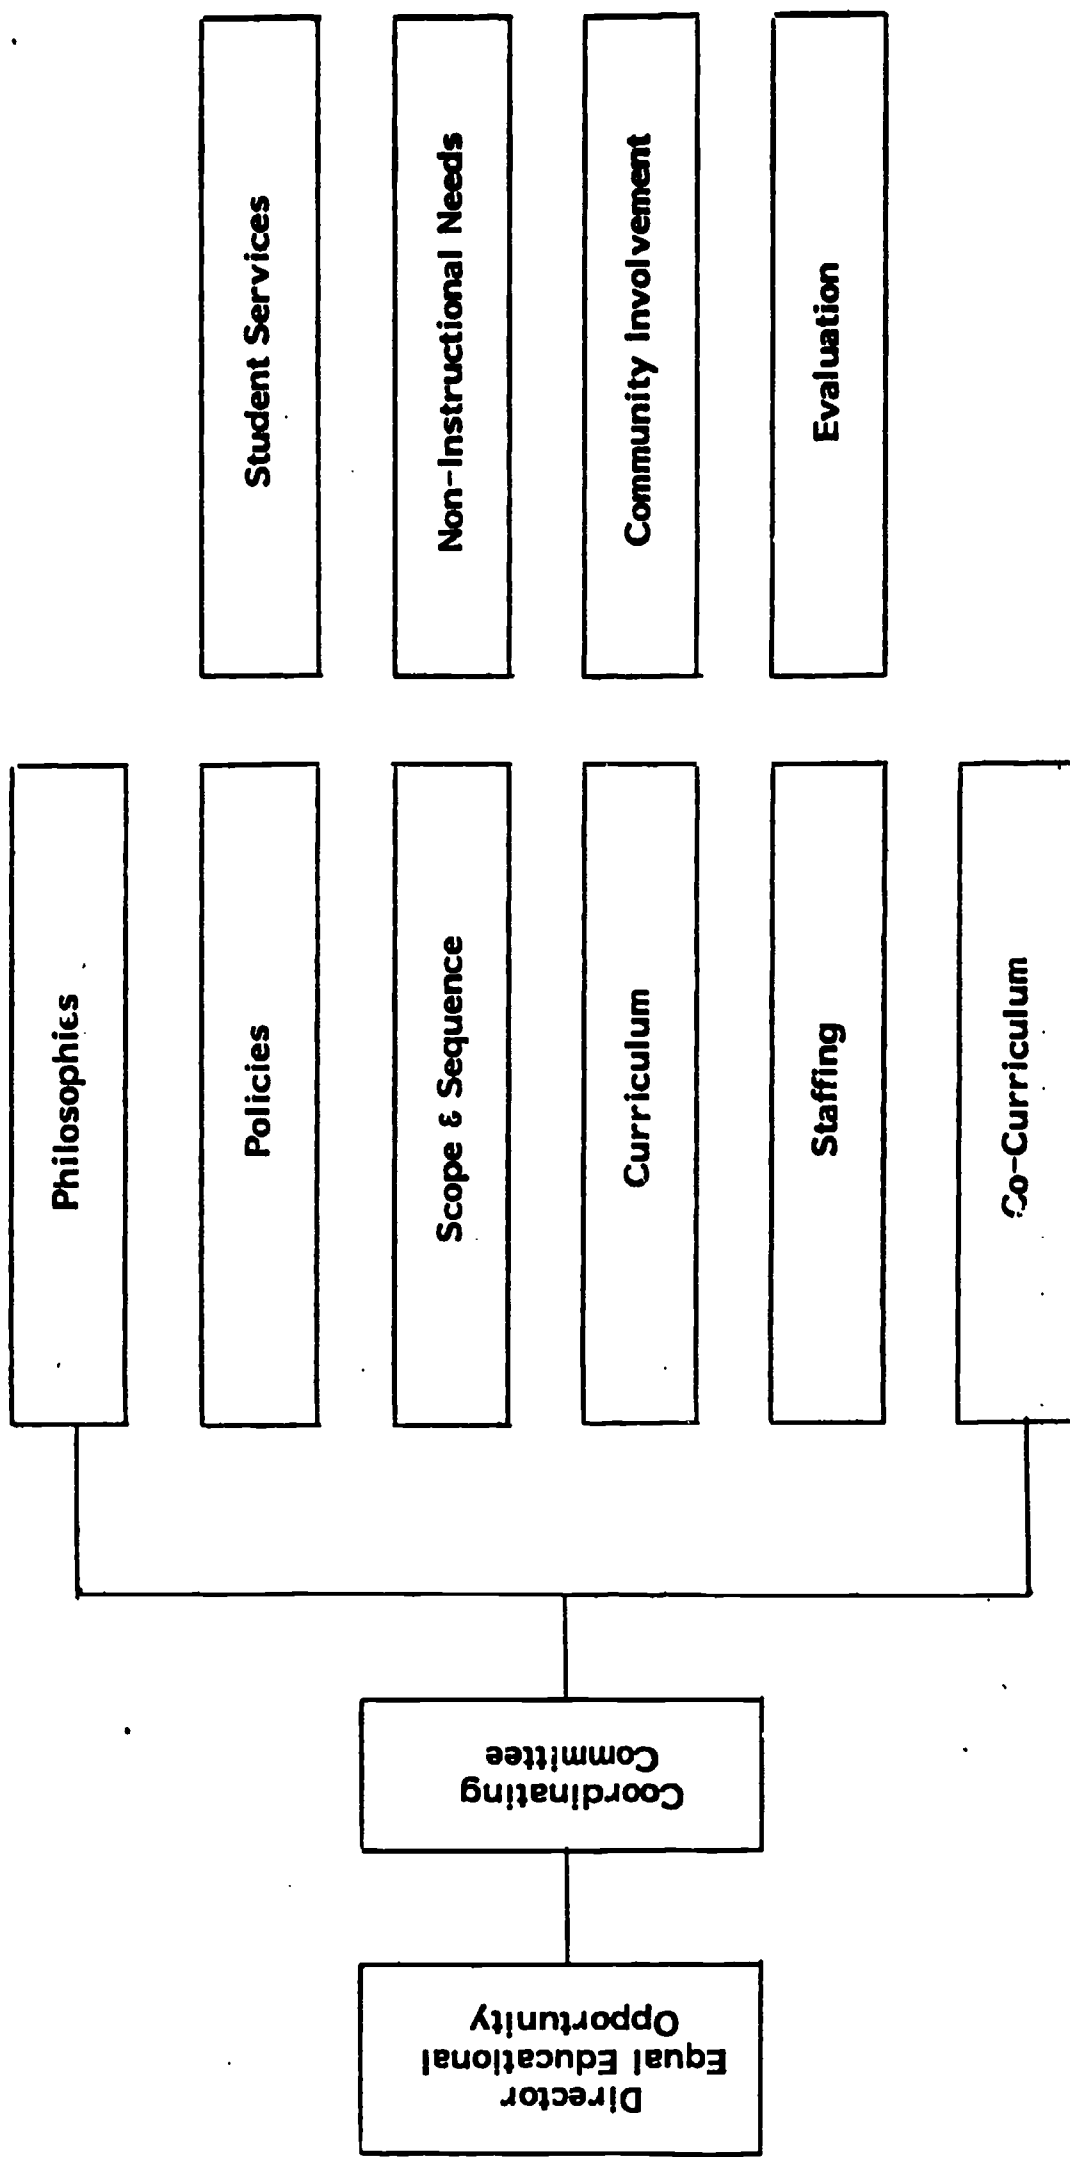 Director
Equal Educational
Opportunity
Coordinating
Committee
Philosophies
Policies
Scope & Sequence
Curriculum
Staffing
Co-Curriculum
Student Services
Non-Instructional Needs
Community Involvement
Evaluation